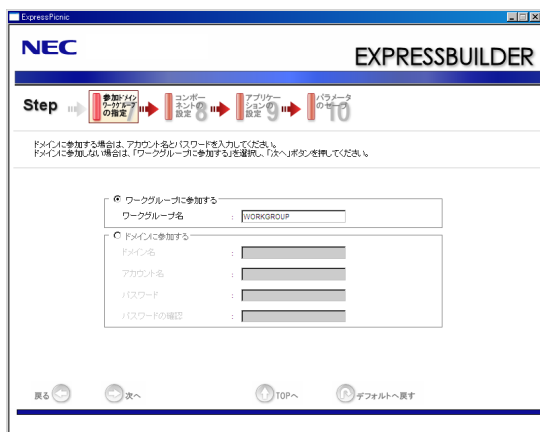 ExpressPicnic
NEC
EXPRESSBUILDER
Step
参加ドメイン
ワークグループ
の指定 7
コンポー
ネントの
設定 8
アプリケー
ションの
設定 9
パラメータ
のセーブ 10
ドメインに参加する場合は、アカウント名とパスワードを入力してください。
ドメインに参加しない場合は、「ワークグループに参加する」を選択し、「次へ」ボタンを押してください。
ワークグループに参加する
ワークグループ名 : WORKGROUP
ドメインに参加する
ドメイン名 :
アカウント名 :
パスワード :
パスワードの確認 :
戻る 次へ TOPへ デフォルトへ戻す